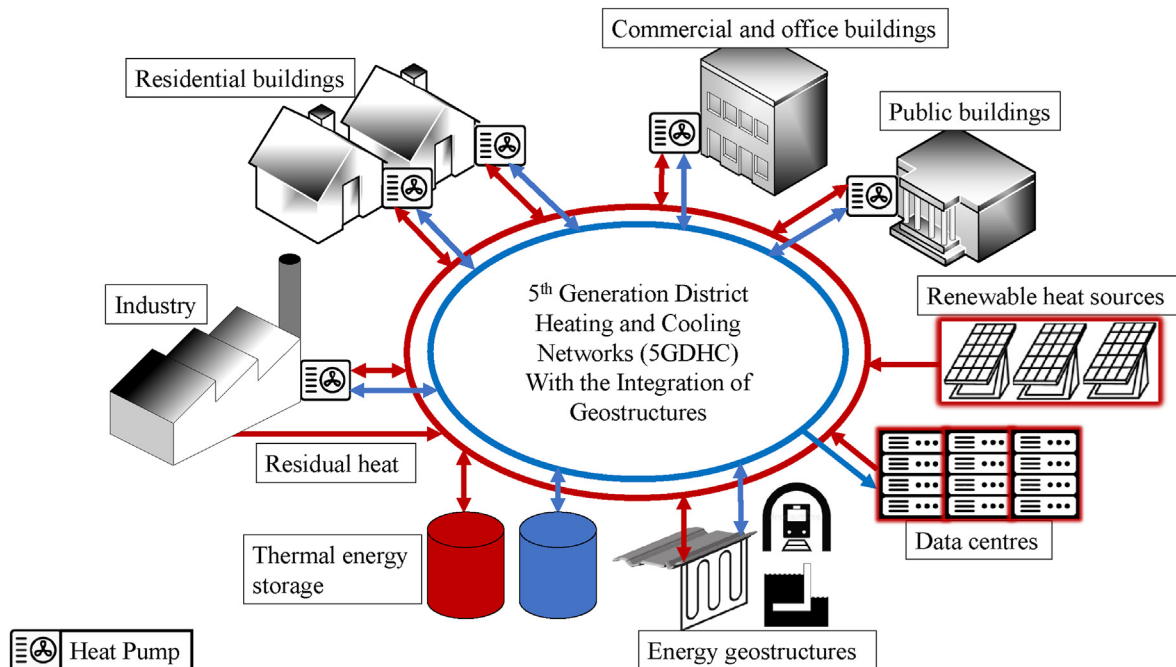 Commercial and office buildings
Residential buildings
Public buildings
Industry
5th Generation District
Heating and Cooling
Networks (5GDHC)
With the Integration of
Geostructures
Renewable heat sources
Residual heat
Thermal energy
storage
Data centres
Energy geostructures
Heat Pump